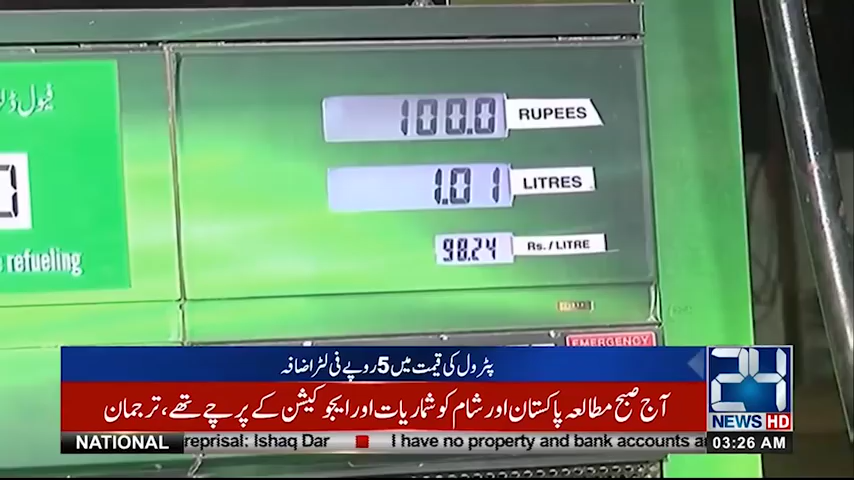 فیول
100.0 RUPEES
1.01 LITRES
98.24 Rs./LITRE
refueling
EMERGENCY
پٹرول کی قیمت میں 5 روپے فی لٹر اضافہ
آج صبح مطالعہ پاکستان اور شام کو شماریات اور ایجوکیشن کے پرچے تھے، ترجمان
24
NEWS HD
NATIONAL reprisal: Ishaq Dar I have no property and bank accounts a
03:26 AM